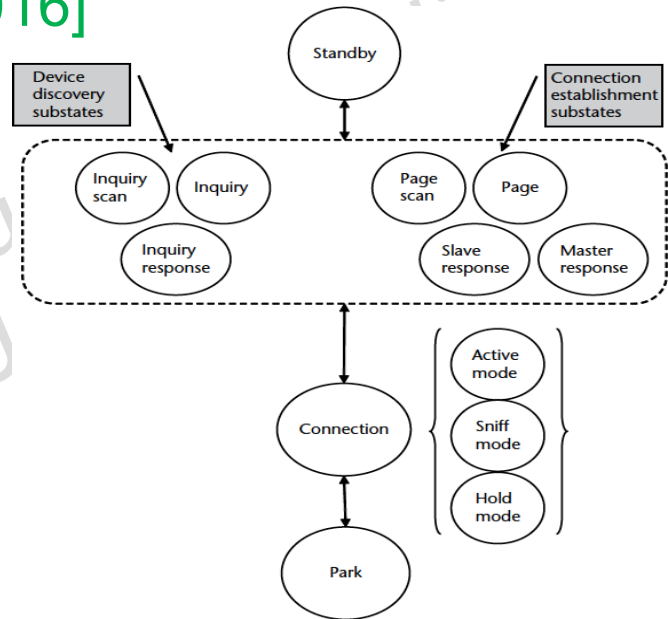 016]
Standby
Device
discovery
substates
Connection
establishment
substates
Inquiry
scan
Inquiry
Page
scan
Page
Inquiry
response
Slave
response
Master
response
Active
mode
Connection
Sniff
mode
Hold
mode
Park